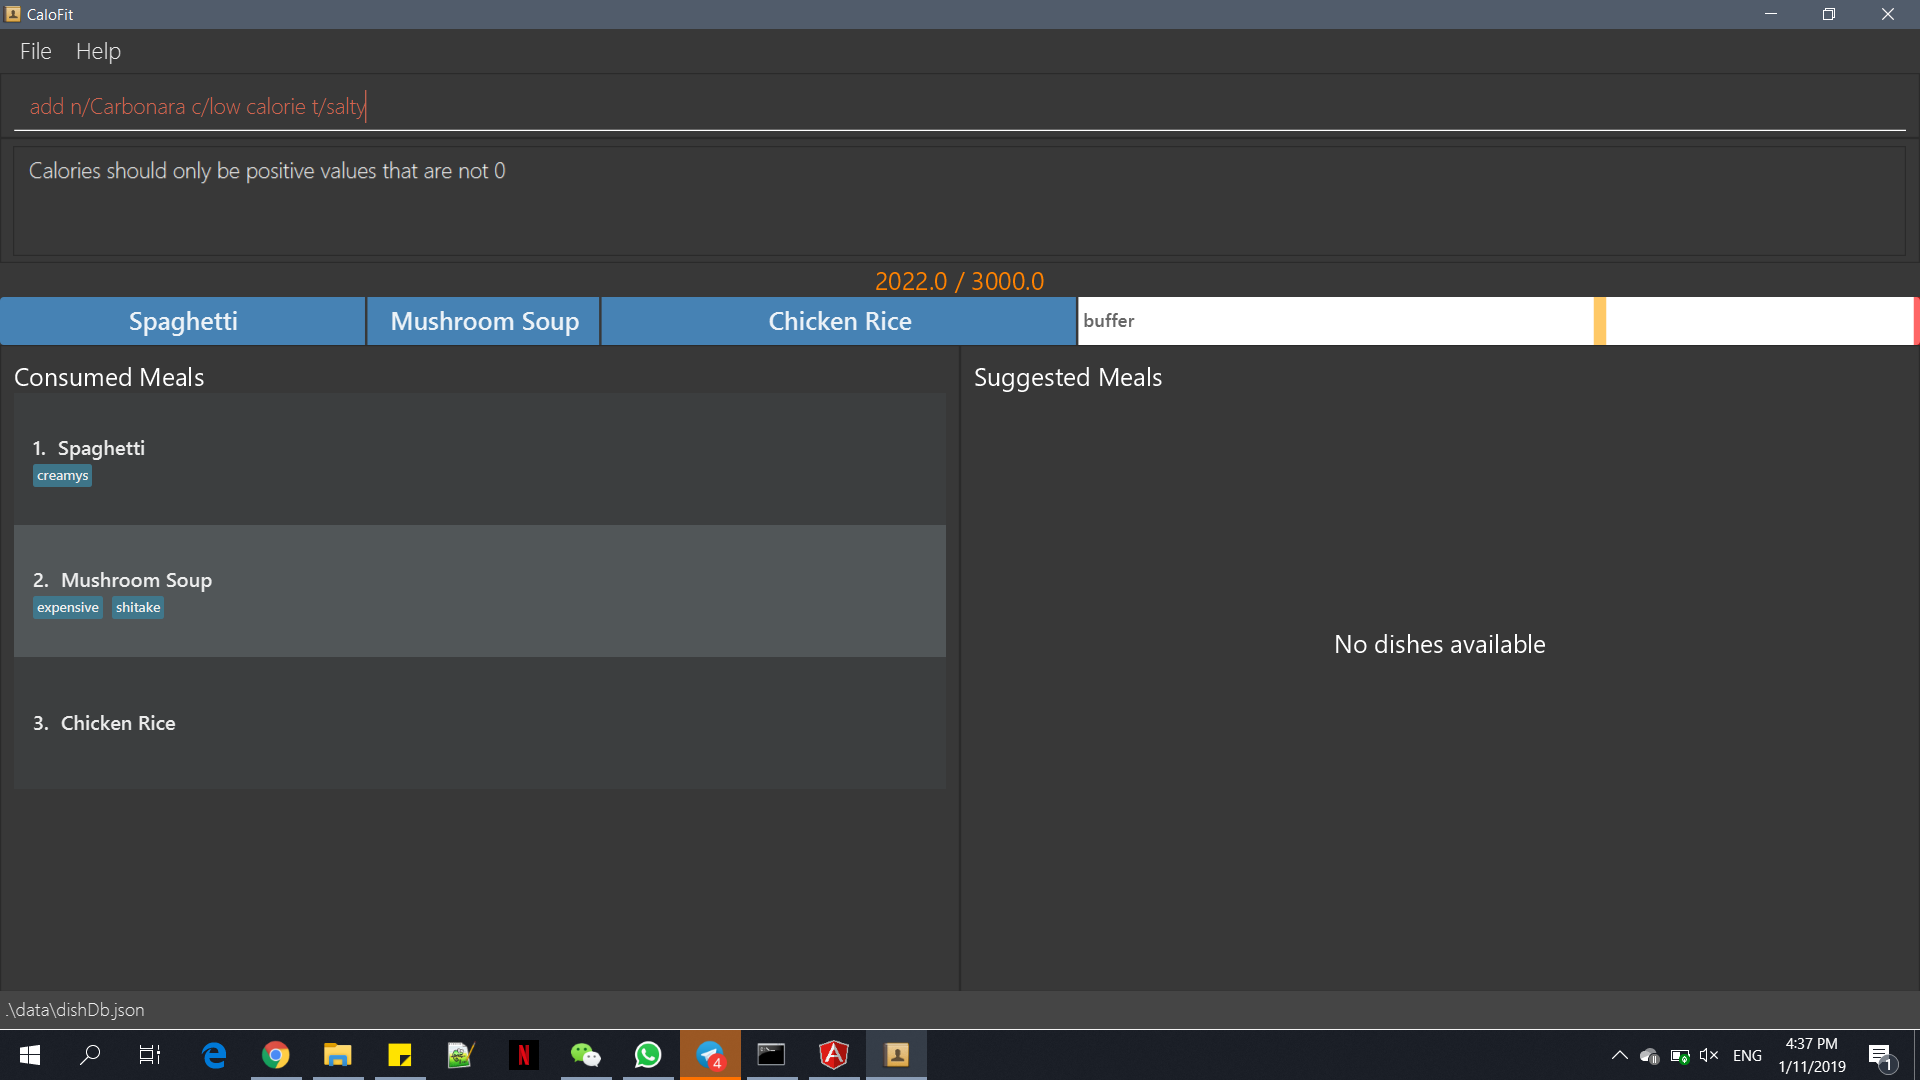 CaloFit
File Help
add n/Carbonara c/low calorie t/salty
Calories should only be positive values that are not 0
2022.0 / 3000.0
Spaghetti Mushroom Soup Chicken Rice buffer
Consumed Meals
1. Spaghetti
creamys
2. Mushroom Soup
expensive shitake
3. Chicken Rice
Suggested Meals
No dishes available
.\data\dishDb.json
4
ENG
4:37 PM
1/11/2019
1